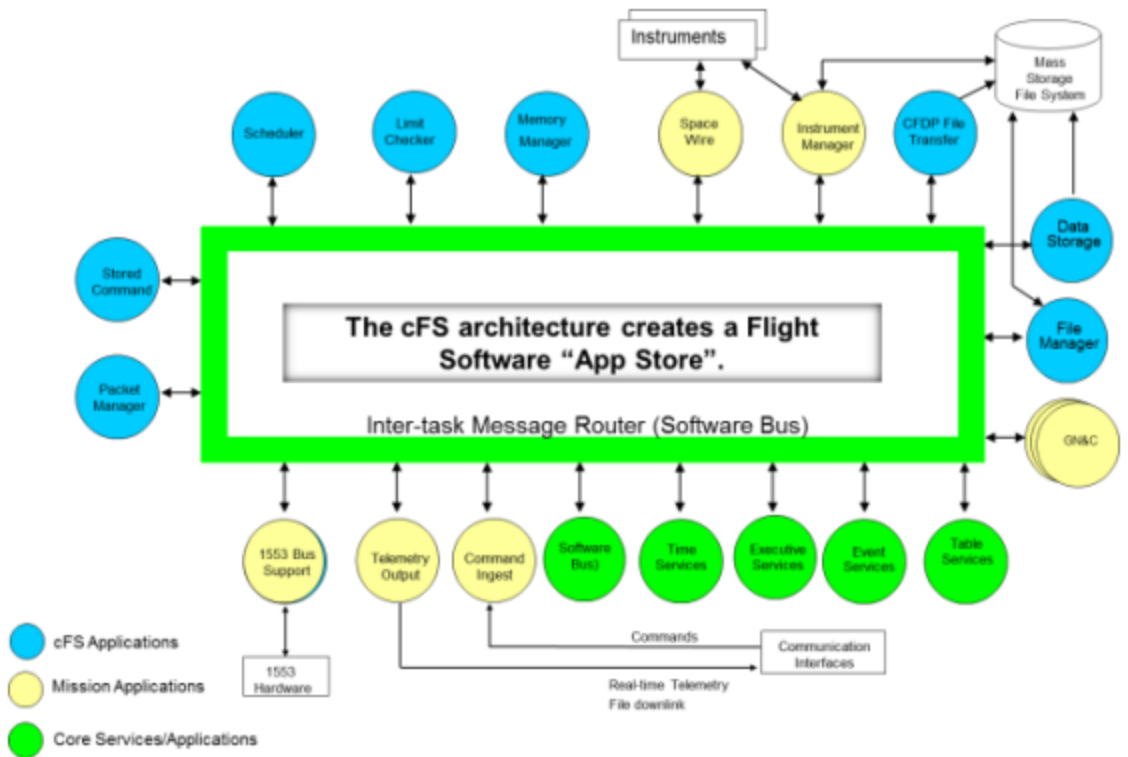 Instruments
Mass
Storage
File System
Scheduler
Limit
Checker
Memory
Manager
Space
Wire
Instrument
Manager
CFDP File
Transfer
Data
Storage
Stored
Command
The cFS architecture creates a Flight
Software “App Store”.
File
Manager
Packet
Manager
Inter-task Message Router (Software Bus)
GN&C
1553 Bus
Support
Telemetry
Output
Command
Ingest
Software
Bus)
Time
Services
Executive
Services
Event
Services
Table
Services
cFS Applications
Commands
Communication
Interfaces
1553
Hardware
Mission Applications
Real-time Telemetry
File downlink
Core Services/Applications